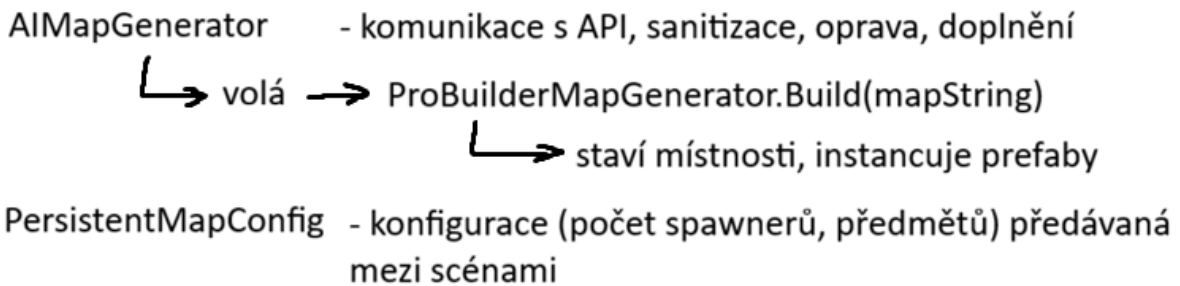 AIMapGenerator - komunikace s API, sanitizace, oprava, doplnění
volá ProBuilderMapGenerator.Build(mapString)
staví místnosti, instancuje prefaby
PersistentMapConfig - konfigurace (počet spawnerů, předmětů) předávaná
mezi scénami